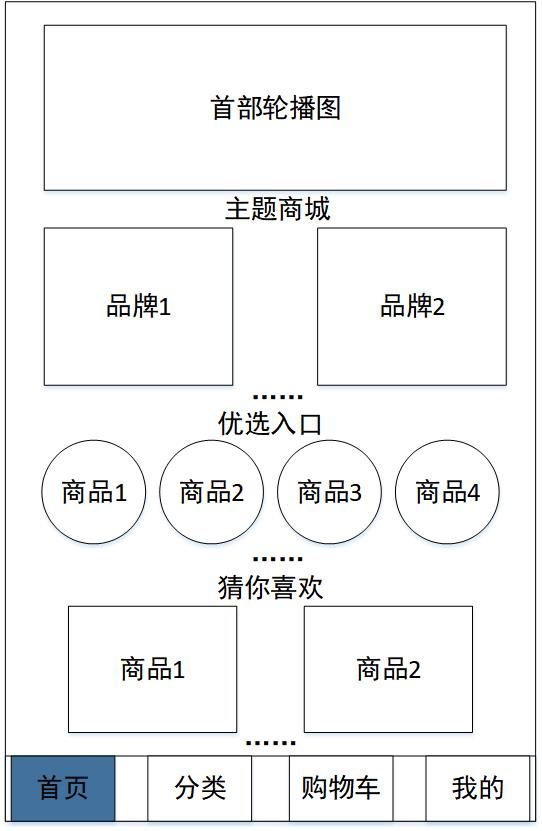 首部轮播图
主题商城
品牌1 品牌2
……
优选入口
商品1 商品2 商品3 商品4
……
猜你喜欢
商品1 商品2
……
首页 分类 购物车 我的